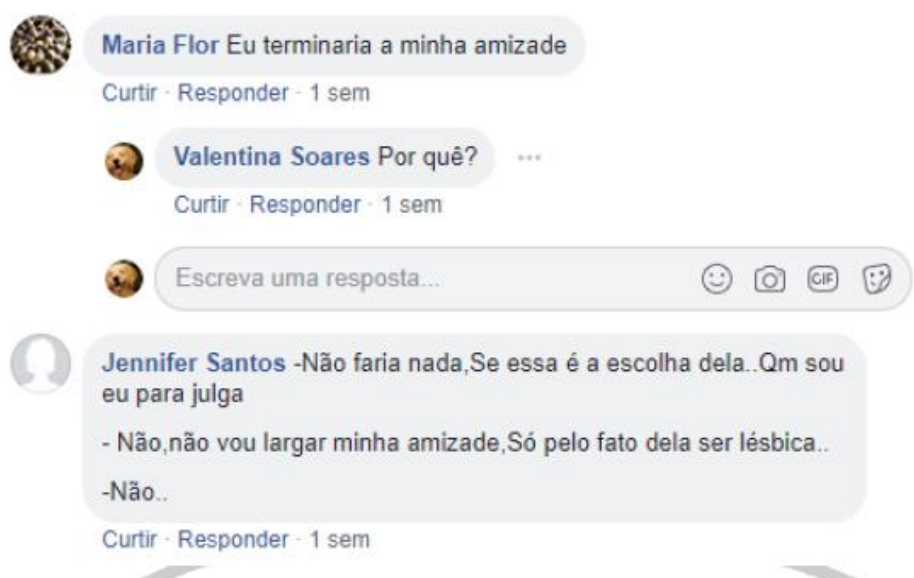 Maria Flor Eu terminaria a minha amizade
Curtir · Responder · 1 sem
Valentina Soares Por quê?
Curtir · Responder · 1 sem
Escreva uma resposta...
GIF
Jennifer Santos -Não faria nada,Se essa é a escolha dela..Qm sou
eu para julga
- Não,não vou largar minha amizade,Só pelo fato dela ser lésbica..
-Não..
Curtir · Responder · 1 sem